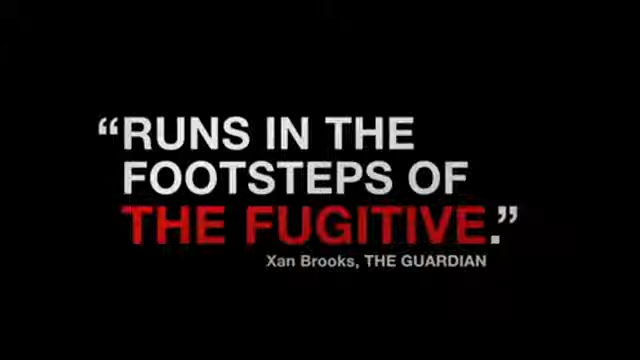 “RUNS IN THE
FOOTSTEPS OF
THE FUGITIVE.”
Xan Brooks, THE GUARDIAN